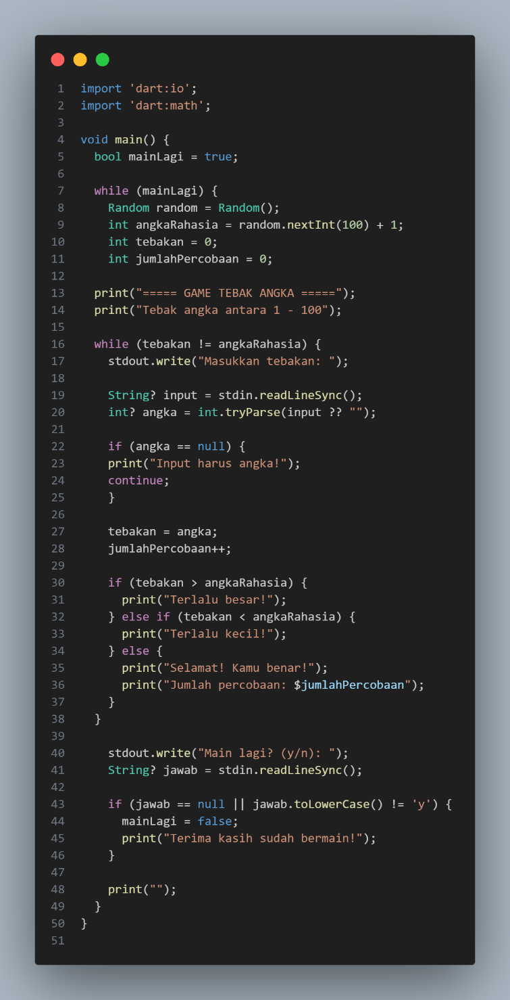 1 import 'dart:io';
2 import 'dart:math';
3
4 void main() {
5   bool mainLagi = true;
6
7   while (mainLagi) {
8     Random random = Random();
9     int angkaRahasia = random.nextInt(100) + 1;
10     int tebakan = 0;
11     int jumlahPercobaan = 0;
12
13   print("===== GAME TEBAK ANGKA =====");
14   print("Tebak angka antara 1 - 100");
15
16   while (tebakan != angkaRahasia) {
17     stdout.write("Masukkan tebakan: ");
18
19     String? input = stdin.readLineSync();
20     int? angka = int.tryParse(input ?? "");
21
22     if (angka == null) {
23     print("Input harus angka!");
24     continue;
25     }
26
27     tebakan = angka;
28     jumlahPercobaan++;
29
30     if (tebakan > angkaRahasia) {
31       print("Terlalu besar!");
32     } else if (tebakan < angkaRahasia) {
33       print("Terlalu kecil!");
34     } else {
35       print("Selamat! Kamu benar!");
36       print("Jumlah percobaan: $jumlahPercobaan");
37     }
38   }
39
40     stdout.write("Main lagi? (y/n): ");
41     String? jawab = stdin.readLineSync();
42
43     if (jawab == null || jawab.toLowerCase() != 'y') {
44       mainLagi = false;
45       print("Terima kasih sudah bermain!");
46     }
47
48     print("");
49   }
50 }
51